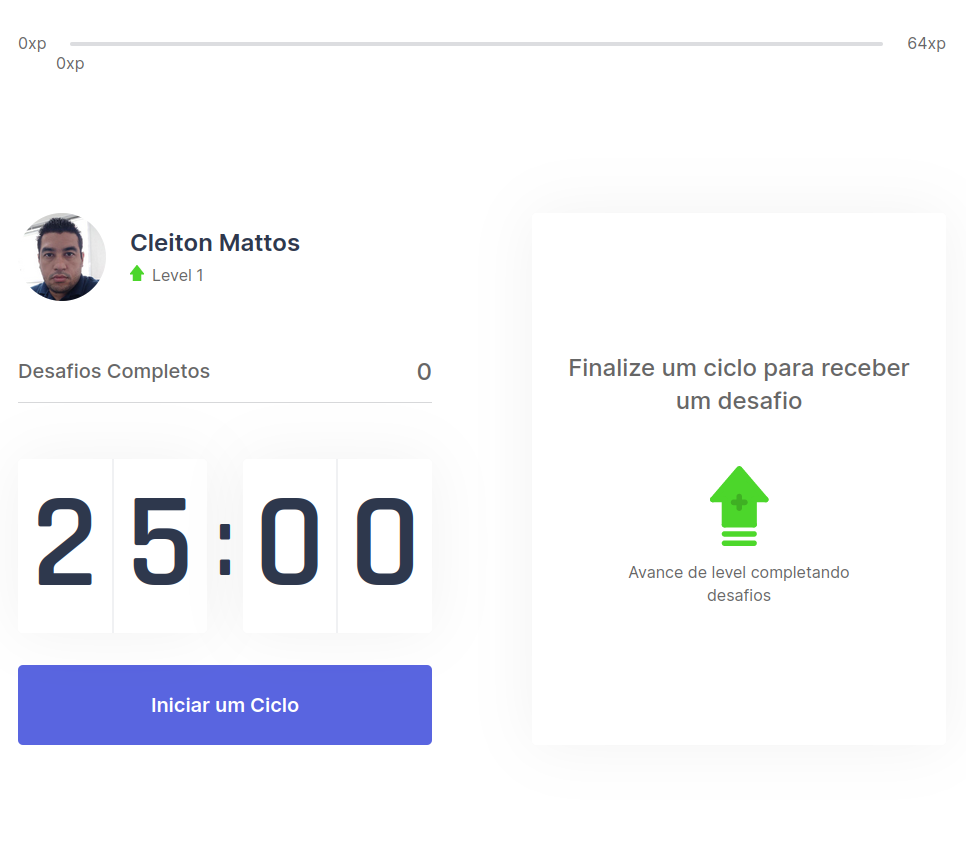 0xp
64xp
0xp
Cleiton Mattos
Level 1
Desafios Completos
0
25:00
Iniciar um Ciclo
Finalize um ciclo para receber
um desafio
Avance de level completando
desafios